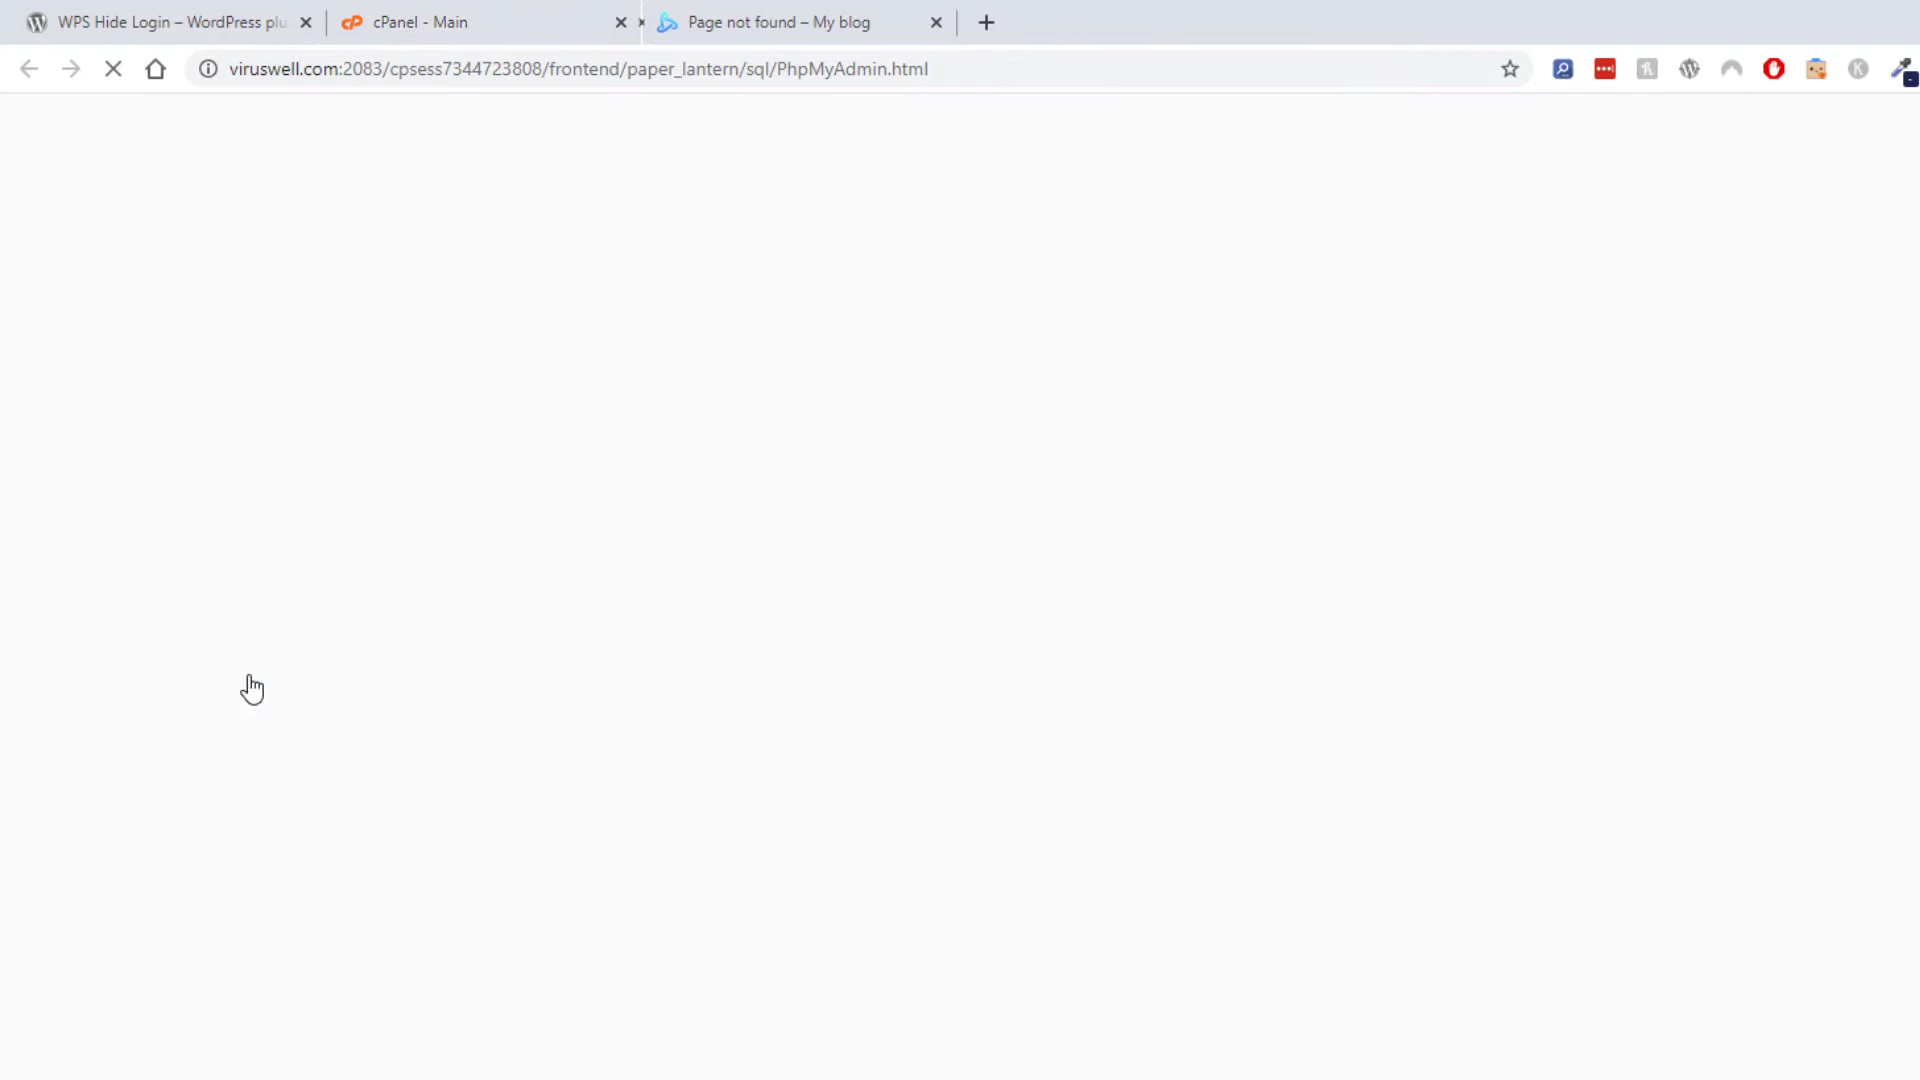 WPS Hide Login – WordPress plu
cPanel - Main
Page not found – My blog
viruswell.com:2083/cpsess7344723808/frontend/paper_lantern/sql/PhpMyAdmin.html